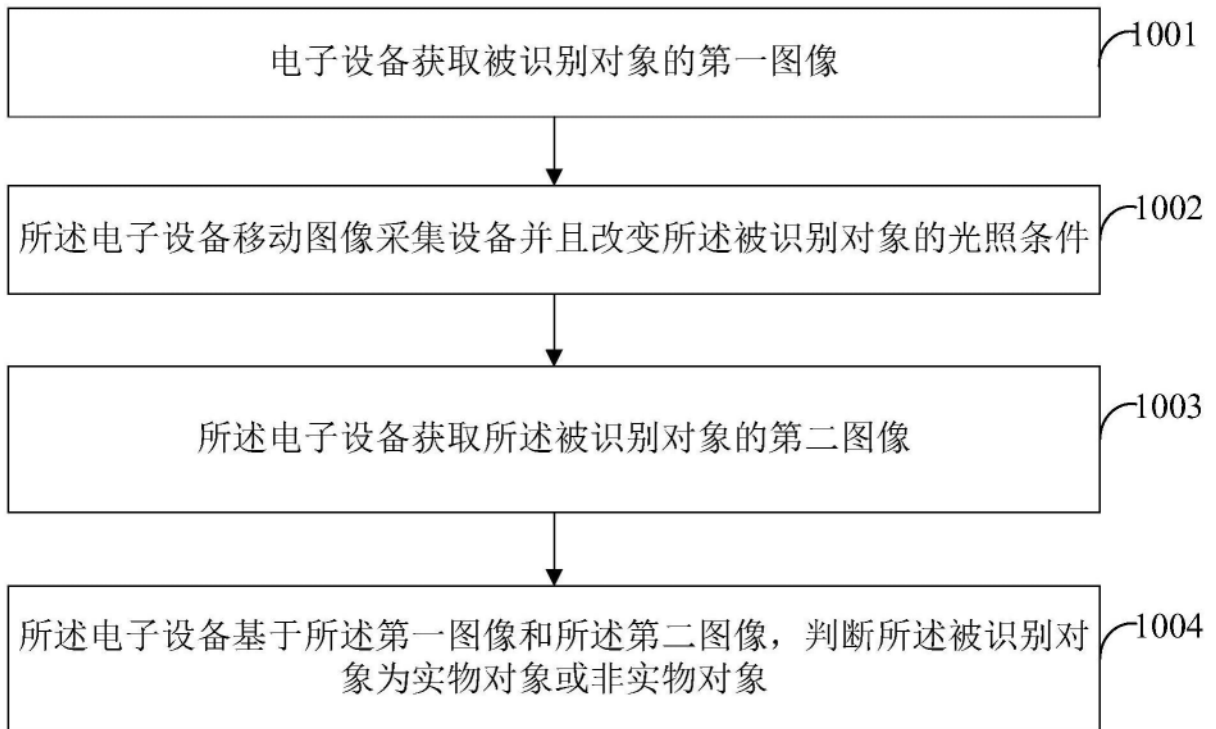 电子设备获取被识别对象的第一图像
1001
所述电子设备移动图像采集设备并且改变所述被识别对象的光照条件
1002
所述电子设备获取所述被识别对象的第二图像
1003
所述电子设备基于所述第一图像和所述第二图像，判断所述被识别对
象为实物对象或非实物对象
1004